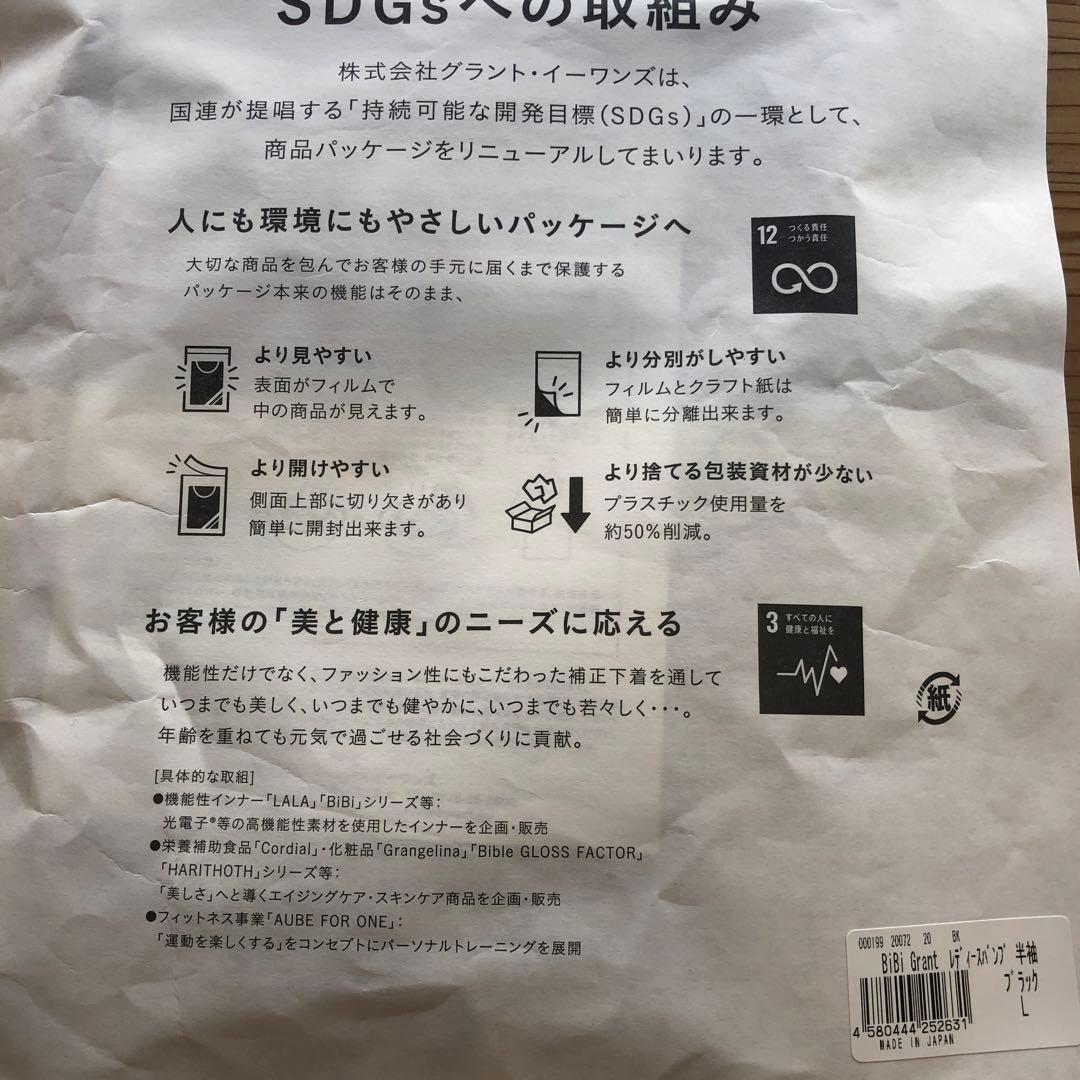 SDGsへの取組み
株式会社グラント・イーワンズは、
国連が提唱する「持続可能な開発目標(SDGs)」の一環として、
商品パッケージをリニューアルしてまいります。
人にも環境にもやさしいパッケージへ
大切な商品を包んでお客様の手元に届くまで保護する
パッケージ本来の機能はそのまま、
12 つくる責任
つかう責任
より見やすい
表面がフィルムで
中の商品が見えます。
より分別がしやすい
フィルムとクラフト紙は
簡単に分離出来ます。
より開けやすい
側面上部に切り欠きがあり
簡単に開封出来ます。
より捨てる包装資材が少ない
プラスチック使用量を
約50%削減。
お客様の「美と健康」のニーズに応える
3 すべての人に
健康と福祉を
機能性だけでなく、ファッション性にもこだわった補正下着を通して
いつまでも美しく、いつまでも健やかに、いつまでも若々しく・・・。
年齢を重ねても元気で過ごせる社会づくりに貢献。
紙
[具体的な取組]
●機能性インナー「LALA」「BiBi」シリーズ等:
光電子®等の高機能性素材を使用したインナーを企画・販売
●栄養補助食品「Cordial」・化粧品「Grangelina」「Bible GLOSS FACTOR」
「HARITHOTH」シリーズ等:
「美しさ」へと導くエイジングケア・スキンケア商品を企画・販売
●フィットネス事業「AUBE FOR ONE」:
「運動を楽しくする」をコンセプトにパーソナルトレーニングを展開
000199 20072 20 BK
BiBi Grant ﾚﾃﾞｨｰｽﾊﾞﾝﾌﾟ 半袖
ブラック
L
4 580444 252631
MADE IN JAPAN